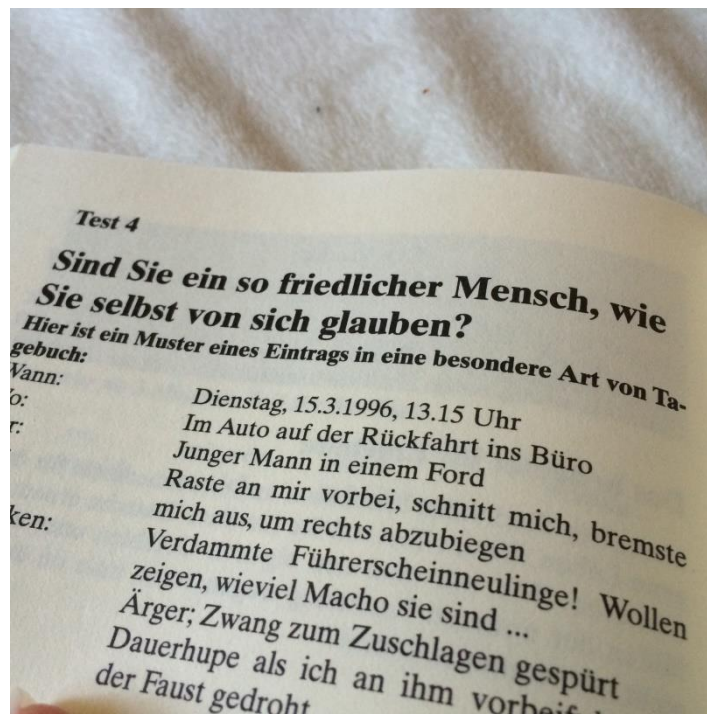 Test 4
Sind Sie ein so friedlicher Mensch, wie
Sie selbst von sich glauben?
Hier ist ein Muster eines Eintrags in eine besondere Art von Ta-
gebuch:
Wann: Dienstag, 15.3.1996, 13.15 Uhr
o: Im Auto auf der Rückfahrt ins Büro
r: Junger Mann in einem Ford
Raste an mir vorbei, schnitt mich, bremste
mich aus, um rechts abzubiegen
ken: Verdammte Führerscheinneulinge! Wollen
zeigen, wieviel Macho sie sind ...
Ärger; Zwang zum Zuschlagen gespürt
Dauerhupe als ich an ihm
der Faust gedroht